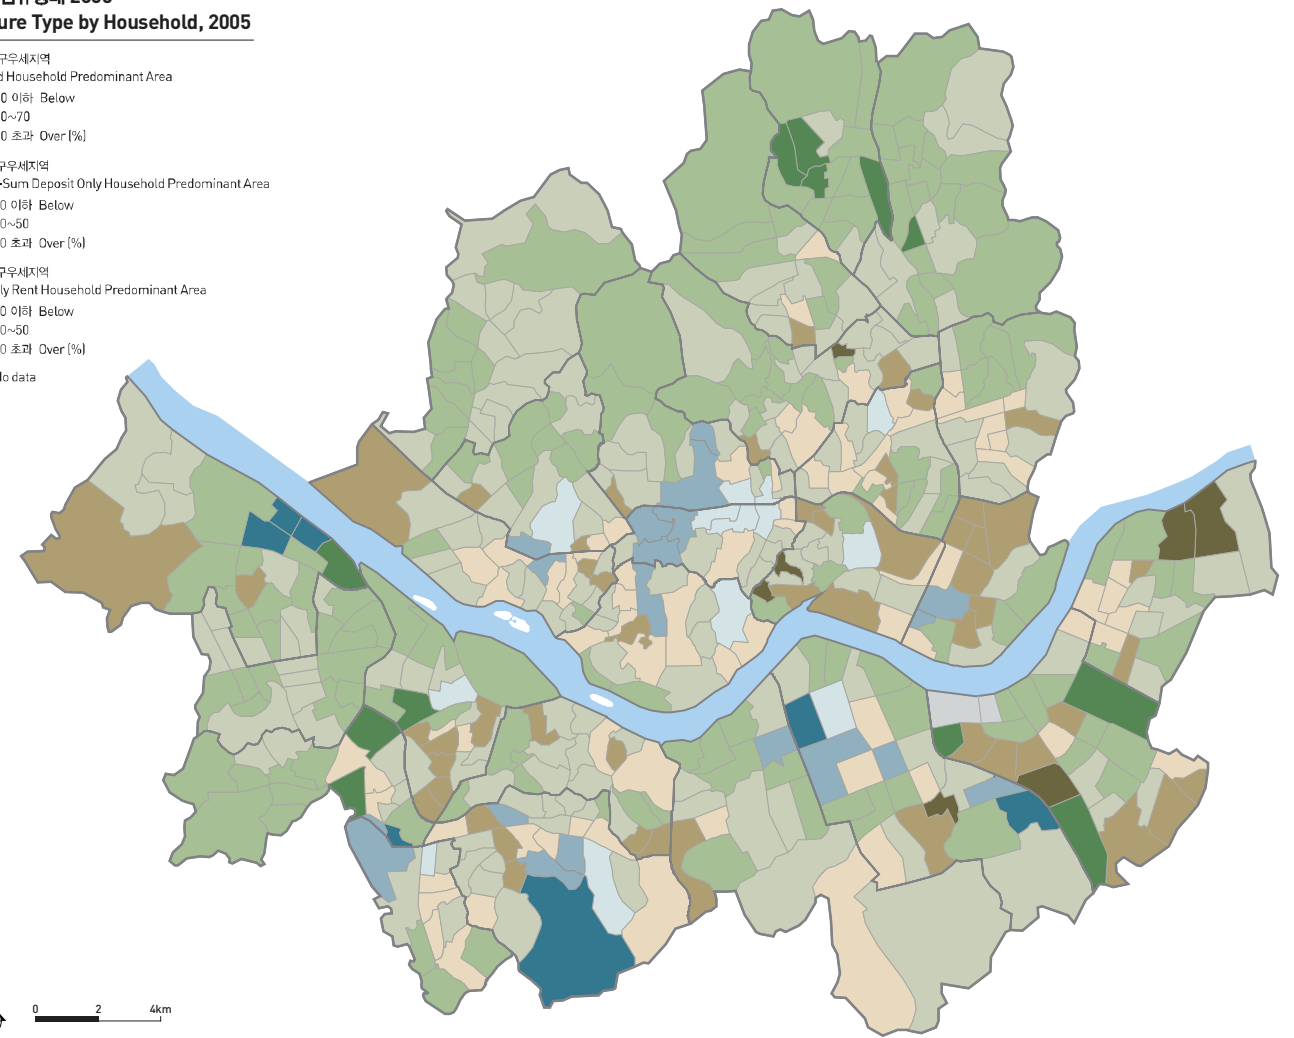 ure Type by Household, 2005
구우세지역
d Household Predominant Area
0 이하 Below
0~70
0 초과 Over (%)
구우세지역
-Sum Deposit Only Household Predominant Area
0 이하 Below
0~50
0 초과 Over (%)
구우세지역
ly Rent Household Predominant Area
0 이하 Below
0~50
0 초과 Over (%)
lo data
0 2 4km